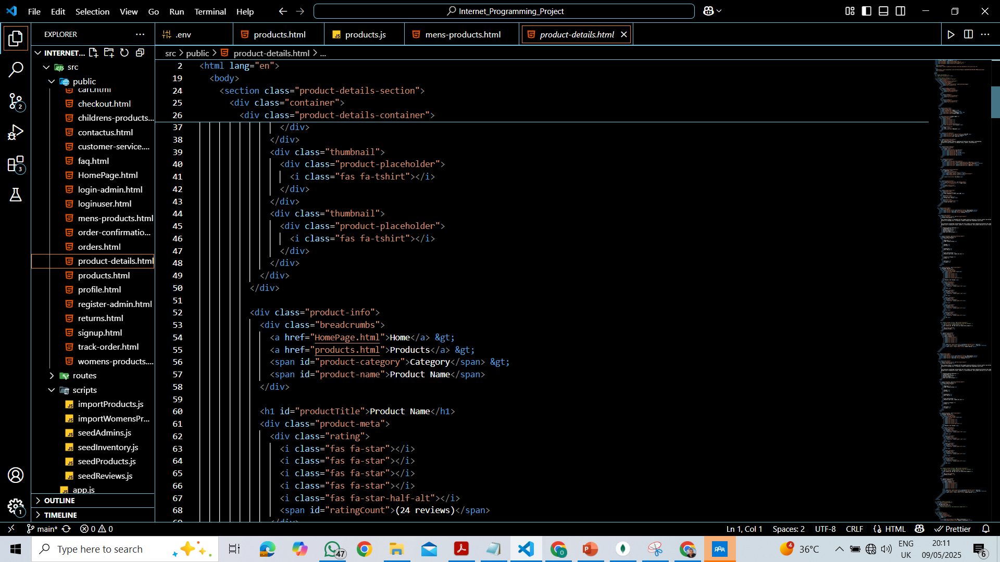 File Edit Selection View Go Run Terminal Help
Internet_Programming_Project
EXPLORER
.env
products.html
products.js
mens-products.html
product-details.html
INTERNET...
src > public > product-details.html > ...
src
public
cart.html
checkout.html
childrens-products...
contactus.html
customer-service....
faq.html
HomePage.html
login-admin.html
loginuser.html
mens-products.html
order-confirmatio...
orders.html
product-details.html
products.html
profile.html
register-admin.html
returns.html
signup.html
track-order.html
womens-products....
routes
scripts
importProducts.js
importWomensPr...
seedAdmins.js
seedInventory.js
seedProducts.js
seedReviews.js
app.js
OUTLINE
TIMELINE
2
3
1
2 <html lang="en">
19 <body>
24 <section class="product-details-section">
25 <div class="container">
26 <div class="product-details-container">
37 </div>
38 </div>
39 <div class="thumbnail">
40 <div class="product-placeholder">
41 <i class="fas fa-tshirt"></i>
42 </div>
43 </div>
44 <div class="thumbnail">
45 <div class="product-placeholder">
46 <i class="fas fa-tshirt"></i>
47 </div>
48 </div>
49 </div>
50 </div>
51
52 <div class="product-info">
53 <div class="breadcrumbs">
54 <a href="HomePage.html">Home</a> &gt;
55 <a href="products.html">Products</a> &gt;
56 <span id="product-category">Category</span> &gt;
57 <span id="product-name">Product Name</span>
58 </div>
59
60 <h1 id="productTitle">Product Name</h1>
61 <div class="product-meta">
62 <div class="rating">
63 <i class="fas fa-star"></i>
64 <i class="fas fa-star"></i>
65 <i class="fas fa-star"></i>
66 <i class="fas fa-star"></i>
67 <i class="fas fa-star-half-alt"></i>
68 <span id="ratingCount">(24 reviews)</span>
69 </div>
main* 0 0
Ln 1, Col 1 Spaces: 2 UTF-8 CRLF HTML Prettier
Type here to search
47
4
36°C
ENG
UK
20:11
09/05/2025
6